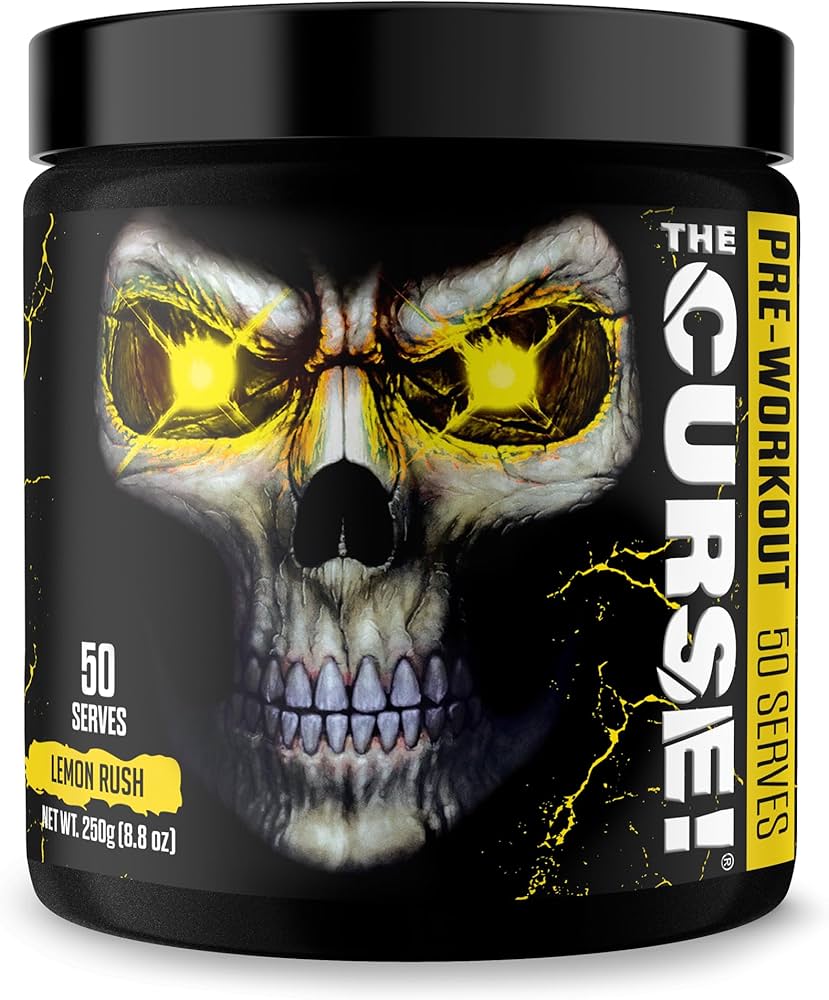 THE
CURSE!
®
PRE-WORKOUT 50 SERVES
50
SERVES
LEMON RUSH
NET WT. 250g (8.8 oz)